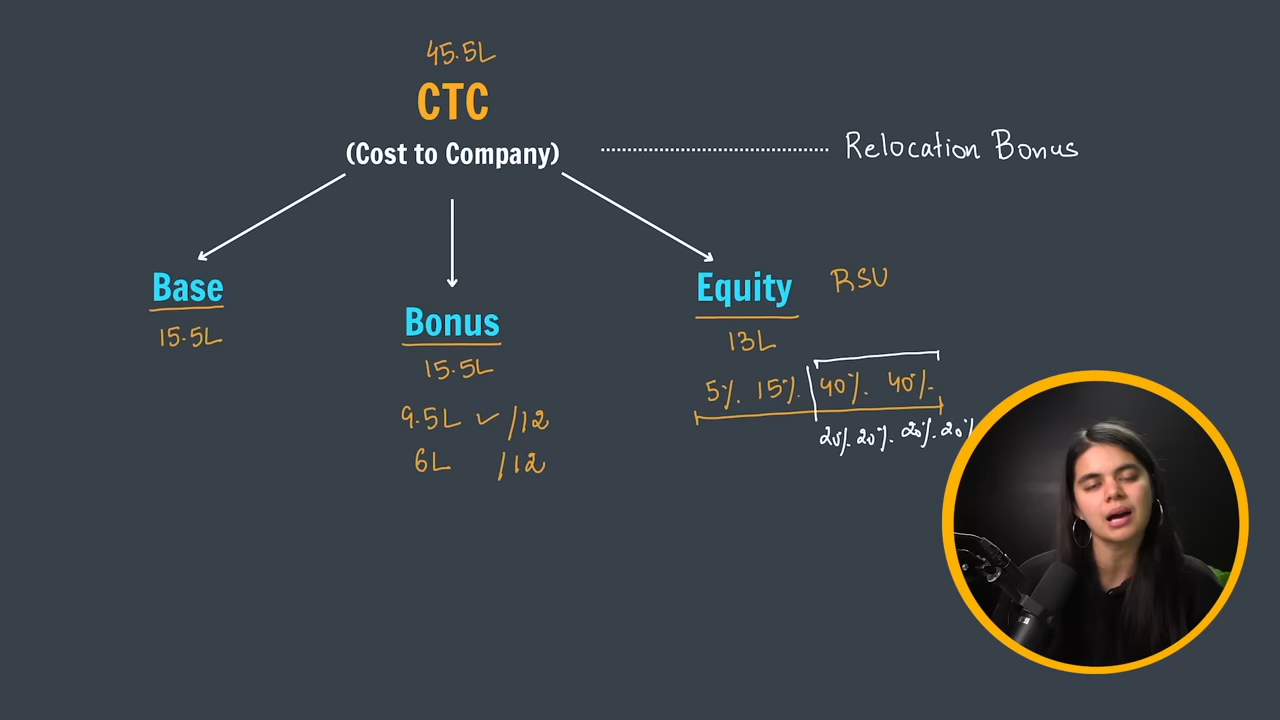 45.5L
CTC
(Cost to Company)
Relocation Bonus
Base
15.5L
Bonus
15.5L
9.5L ✓ /12
6L /12
Equity RSU
13L
5% 15% 40% 40%
20% 20% 20% 20%